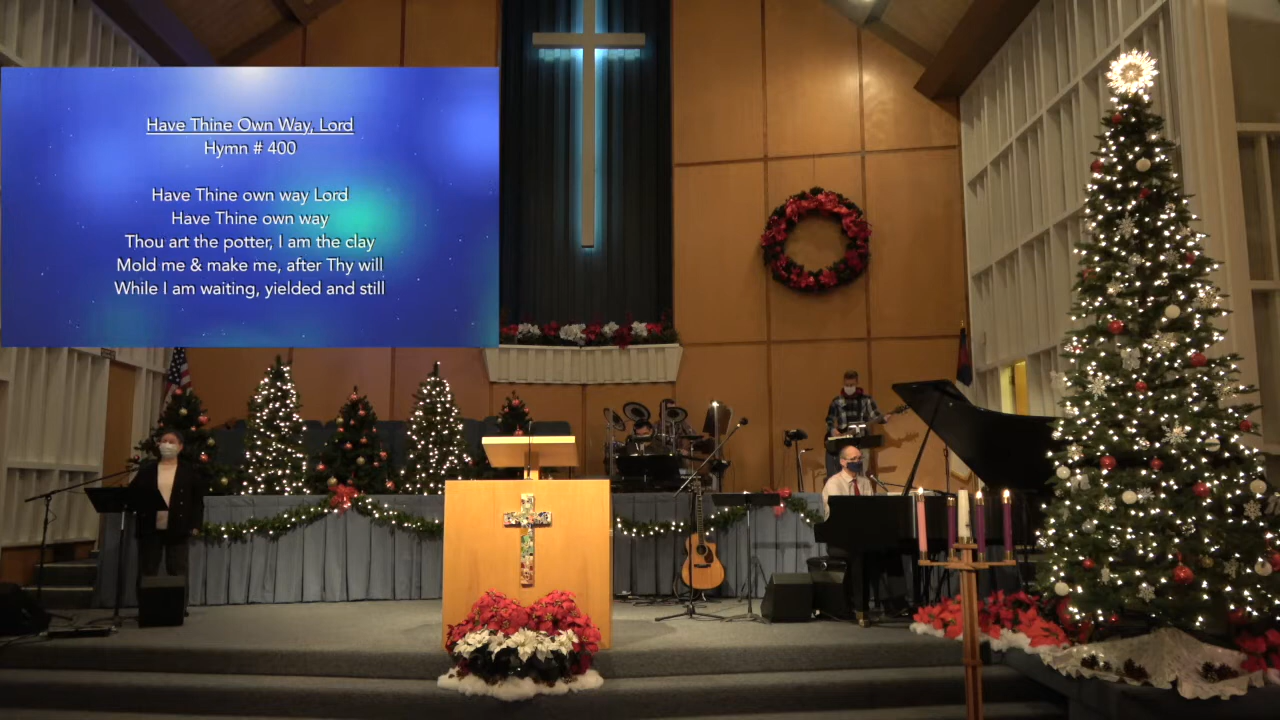 Have Thine Own Way, Lord
Hymn # 400
Have Thine own way Lord
Have Thine own way
Thou art the potter, I am the clay
Mold me & make me, after Thy will
While I am waiting, yielded and still